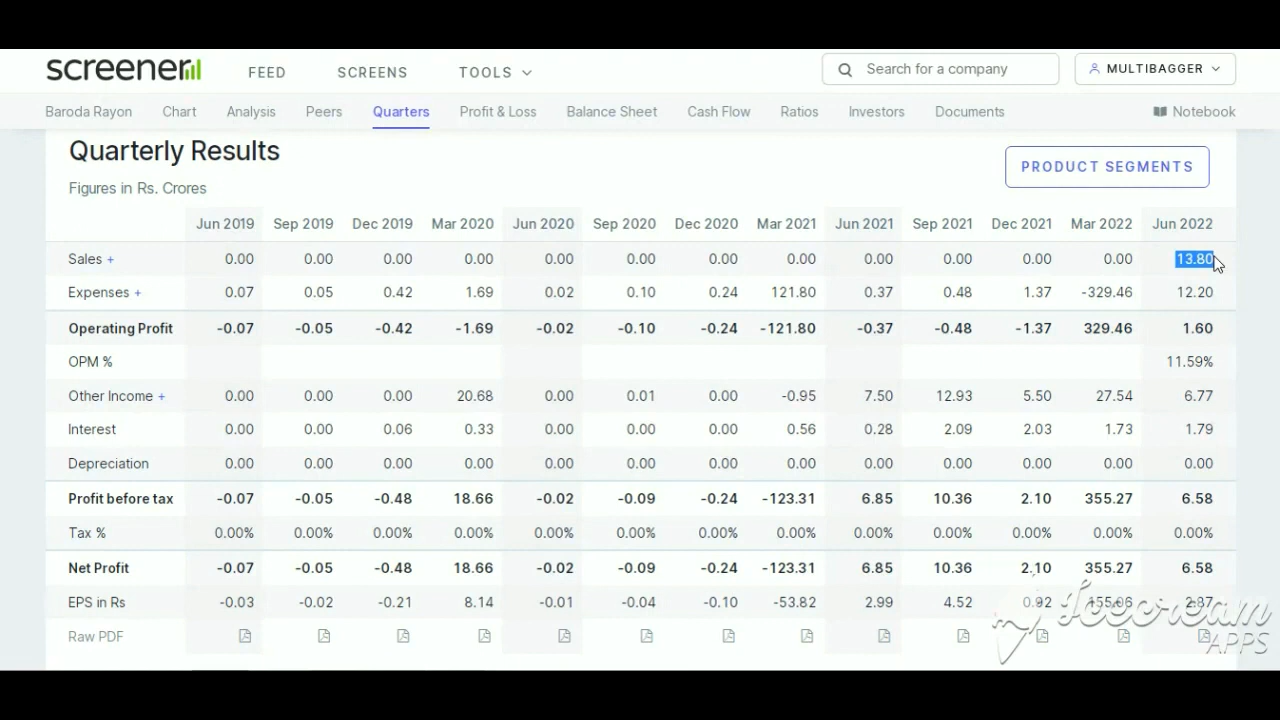 screener FEED SCREENS TOOLS Search for a company MULTIBAGGER
Baroda Rayon Chart Analysis Peers Quarters Profit & Loss Balance Sheet Cash Flow Ratios Investors Documents Notebook
Quarterly Results
PRODUCT SEGMENTS
Figures in Rs. Crores
Jun 2019 Sep 2019 Dec 2019 Mar 2020 Jun 2020 Sep 2020 Dec 2020 Mar 2021 Jun 2021 Sep 2021 Dec 2021 Mar 2022 Jun 2022
Sales + 0.00 0.00 0.00 0.00 0.00 0.00 0.00 0.00 0.00 0.00 0.00 0.00 13.80
Expenses + 0.07 0.05 0.42 1.69 0.02 0.10 0.24 121.80 0.37 0.48 1.37 -329.46 12.20
Operating Profit -0.07 -0.05 -0.42 -1.69 -0.02 -0.10 -0.24 -121.80 -0.37 -0.48 -1.37 329.46 1.60
OPM % 11.59%
Other Income + 0.00 0.00 0.00 20.68 0.00 0.01 0.00 -0.95 7.50 12.93 5.50 27.54 6.77
Interest 0.00 0.00 0.06 0.33 0.00 0.00 0.00 0.56 0.28 2.09 2.03 1.73 1.79
Depreciation 0.00 0.00 0.00 0.00 0.00 0.00 0.00 0.00 0.00 0.00 0.00 0.00 0.00
Profit before tax -0.07 -0.05 -0.48 18.66 -0.02 -0.09 -0.24 -123.31 6.85 10.36 2.10 355.27 6.58
Tax % 0.00% 0.00% 0.00% 0.00% 0.00% 0.00% 0.00% 0.00% 0.00% 0.00% 0.00% 0.00% 0.00%
Net Profit -0.07 -0.05 -0.48 18.66 -0.02 -0.09 -0.24 -123.31 6.85 10.36 2.10 355.27 6.58
EPS in Rs -0.03 -0.02 -0.21 8.14 -0.01 -0.04 -0.10 -53.82 2.99 4.52 0.92 155.06 2.87
Raw PDF
Icecream
APPS